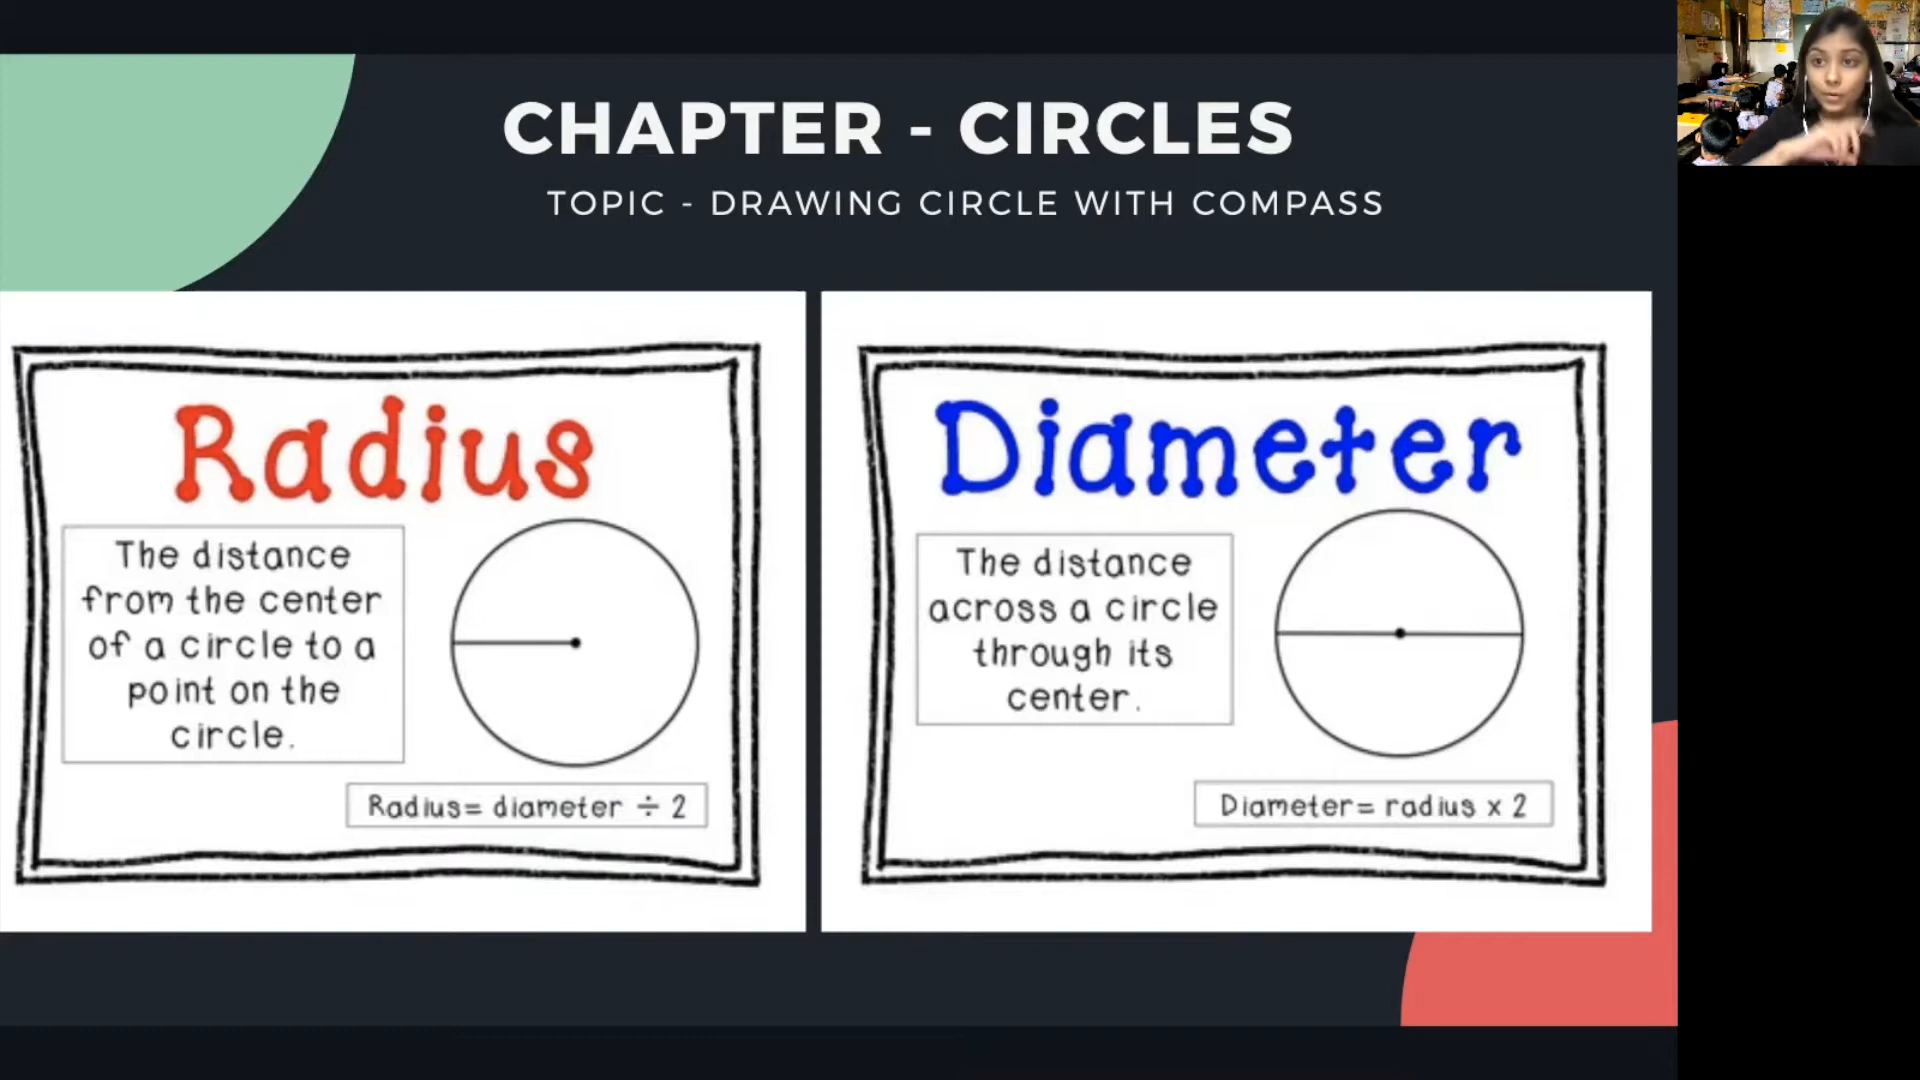 CHAPTER - CIRCLES
TOPIC - DRAWING CIRCLE WITH COMPASS
Radius
The distance
from the center
of a circle to a
point on the
circle.
Radius= diameter ÷ 2
Diameter
The distance
across a circle
through its
center.
Diameter= radius x 2